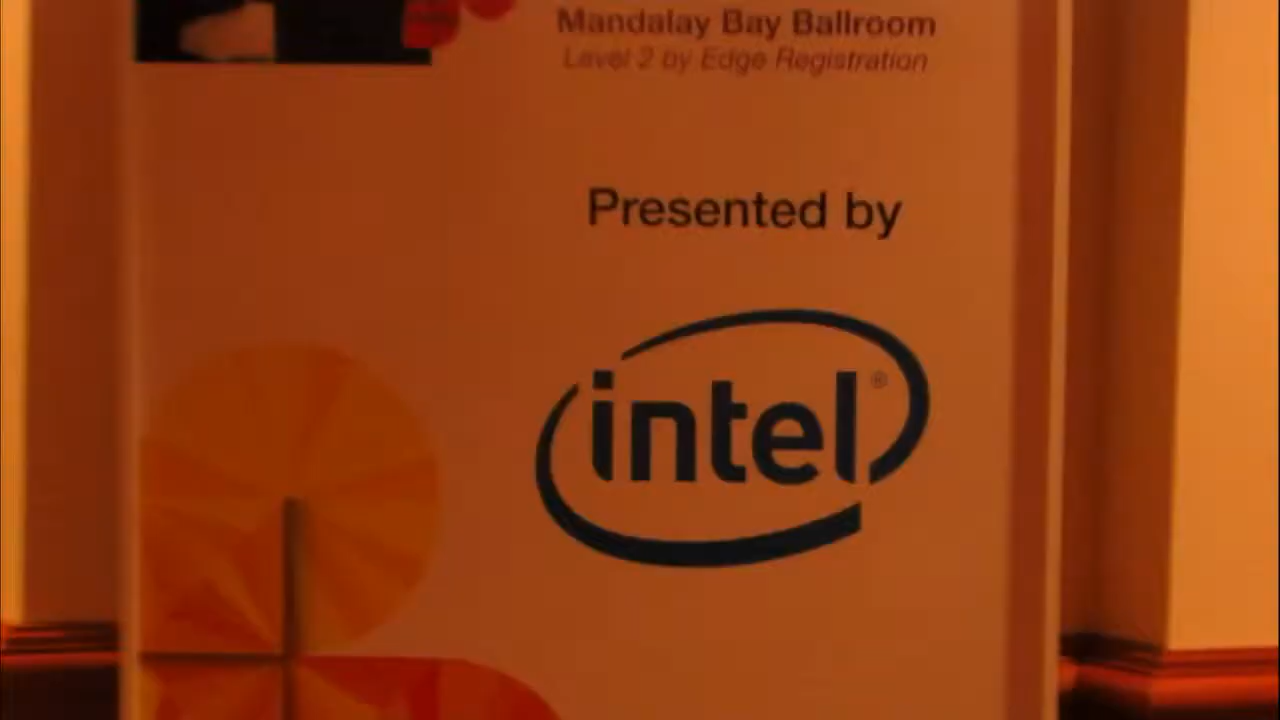 Mandalay Bay Ballroom
Level 2 by Edge Registration
Presented by
intel®